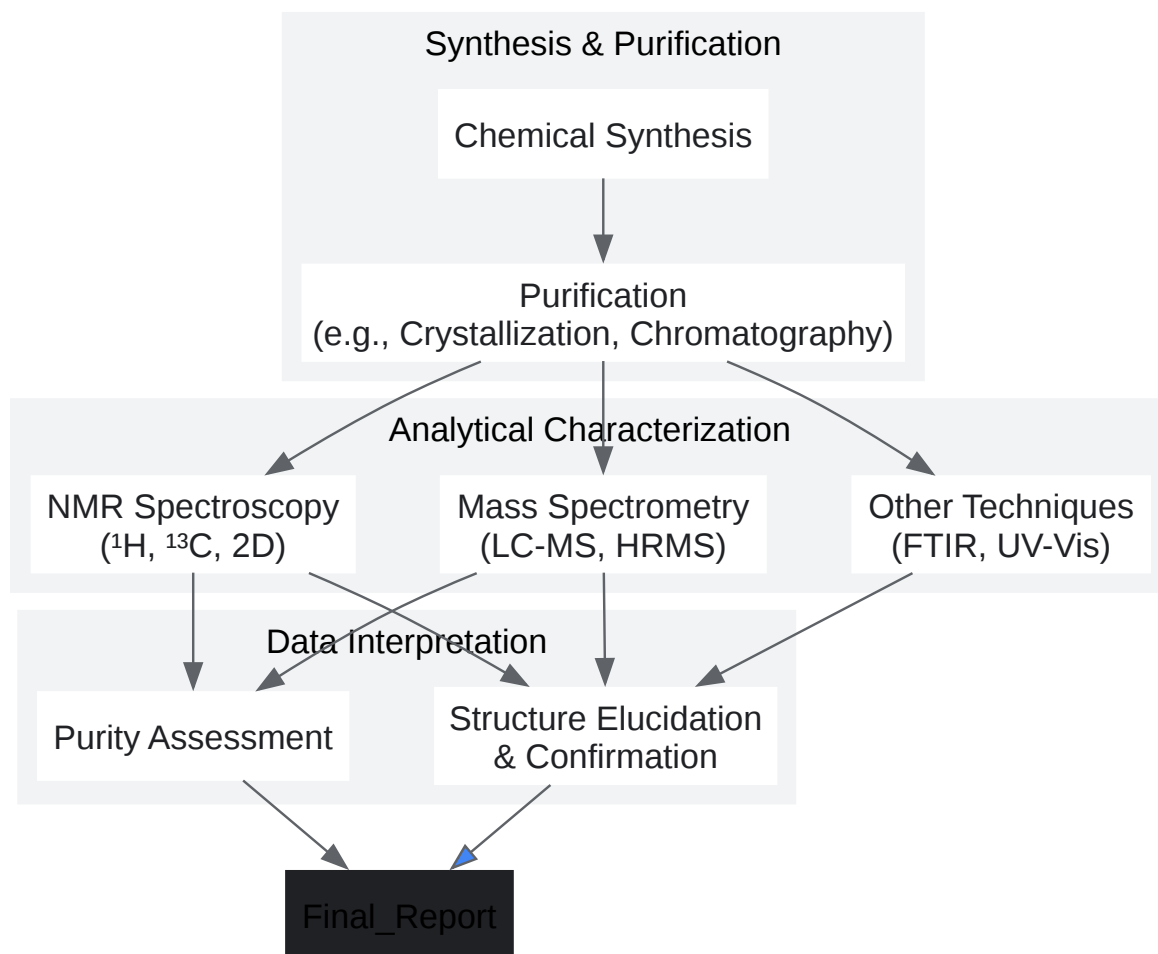 Synthesis & Purification
Chemical Synthesis
Purification
(e.g., Crystallization, Chromatography)
Analytical Characterization
NMR Spectroscopy
(¹H, ¹³C, 2D)
Mass Spectrometry
(LC-MS, HRMS)
Other Techniques
(FTIR, UV-Vis)
Data Interpretation
Purity Assessment
Structure Elucidation
& Confirmation
Final_Report